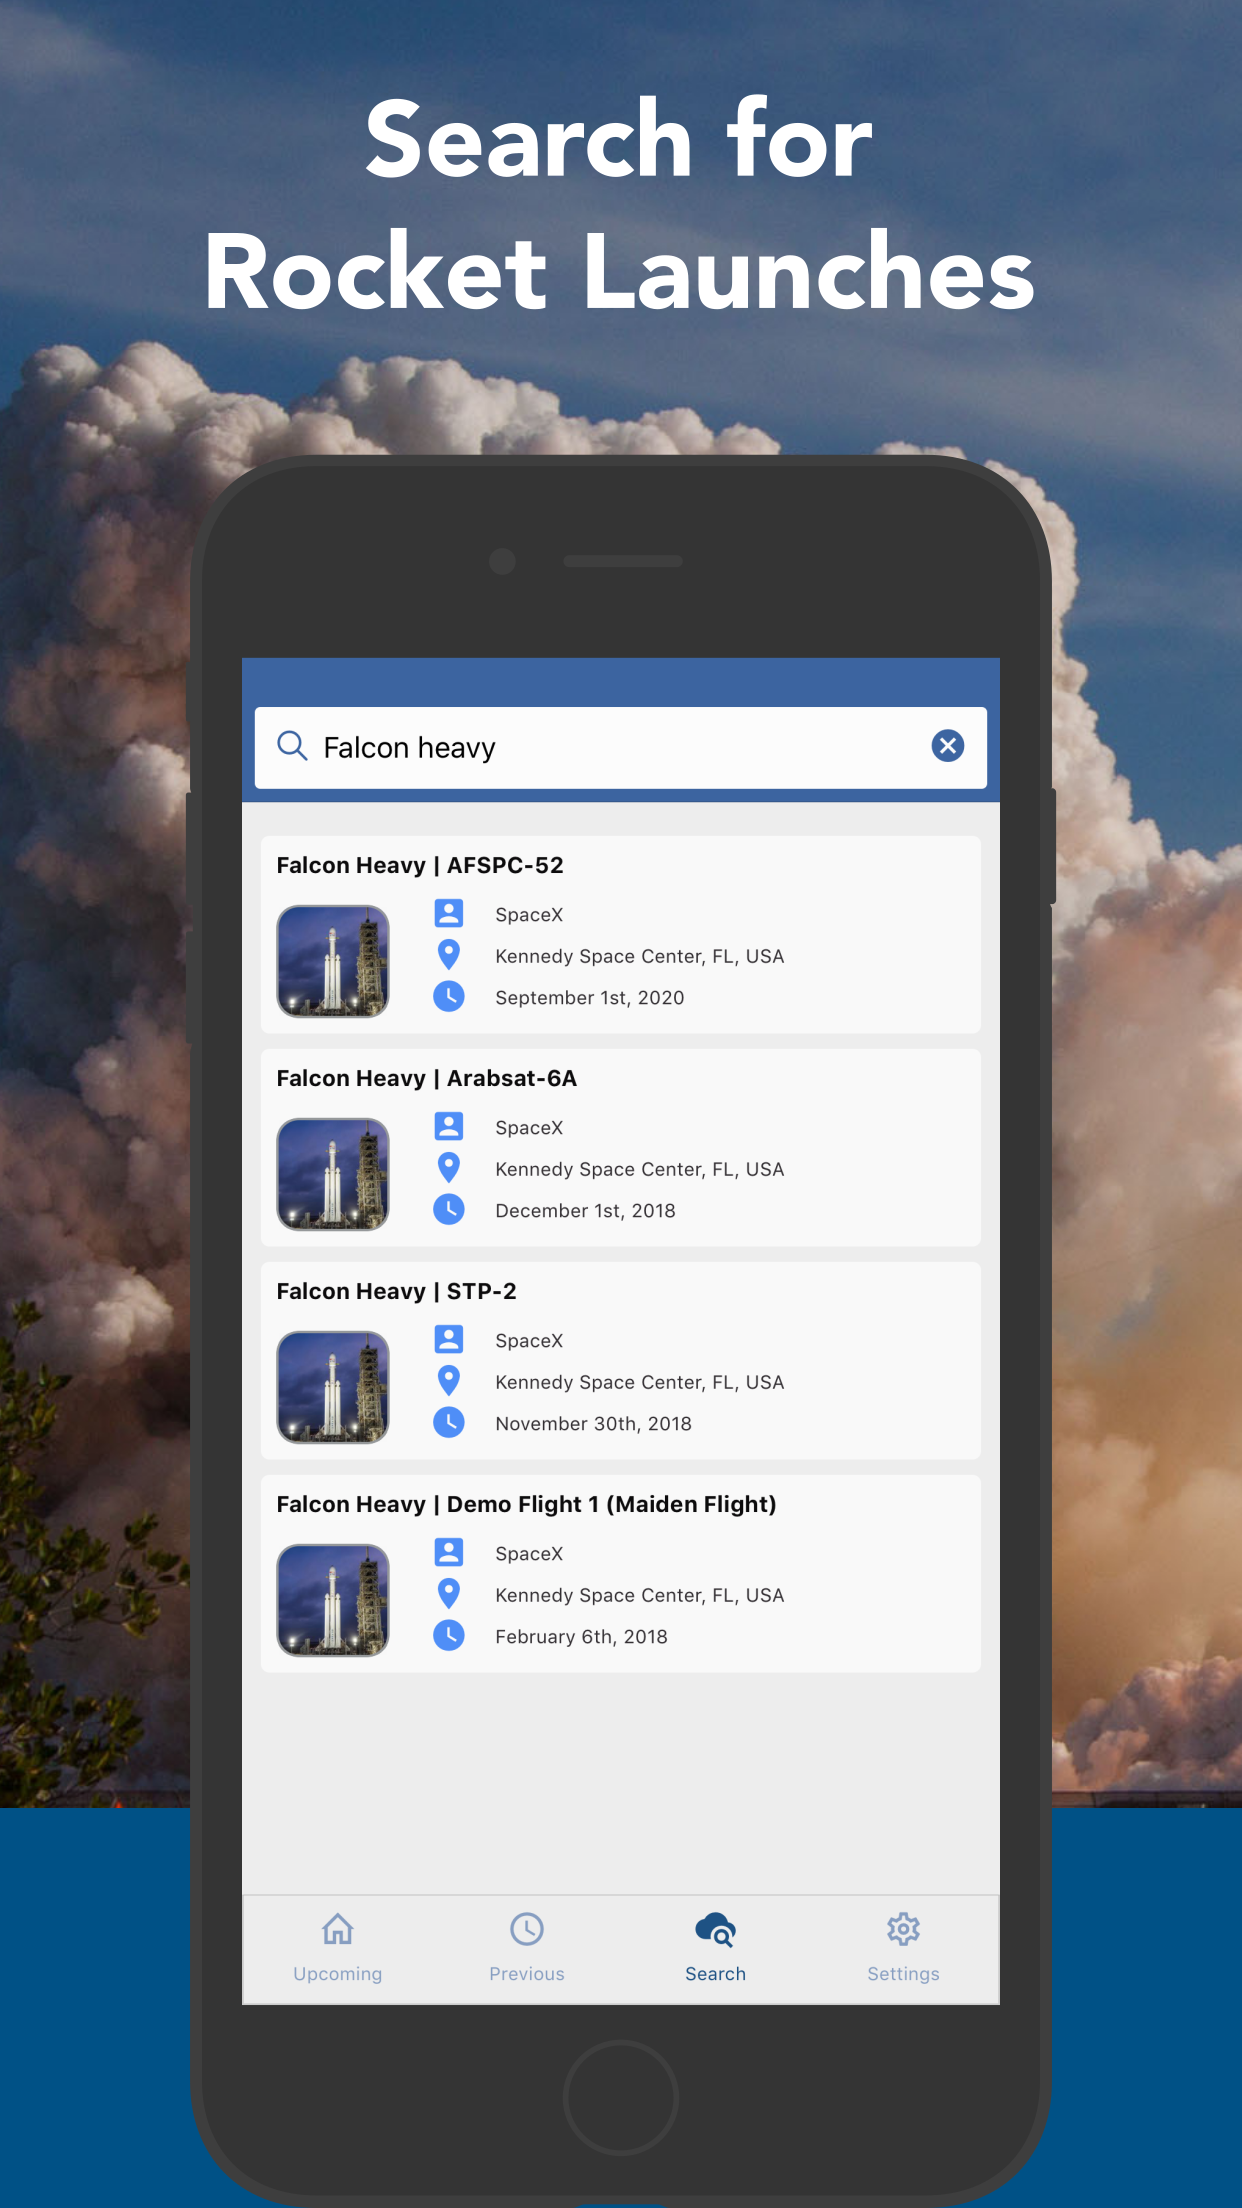 Search for
Rocket Launches
Falcon heavy
Falcon Heavy | AFSPC-52
SpaceX
Kennedy Space Center, FL, USA
September 1st, 2020
Falcon Heavy | Arabsat-6A
SpaceX
Kennedy Space Center, FL, USA
December 1st, 2018
Falcon Heavy | STP-2
SpaceX
Kennedy Space Center, FL, USA
November 30th, 2018
Falcon Heavy | Demo Flight 1 (Maiden Flight)
SpaceX
Kennedy Space Center, FL, USA
February 6th, 2018
Upcoming Previous Search Settings